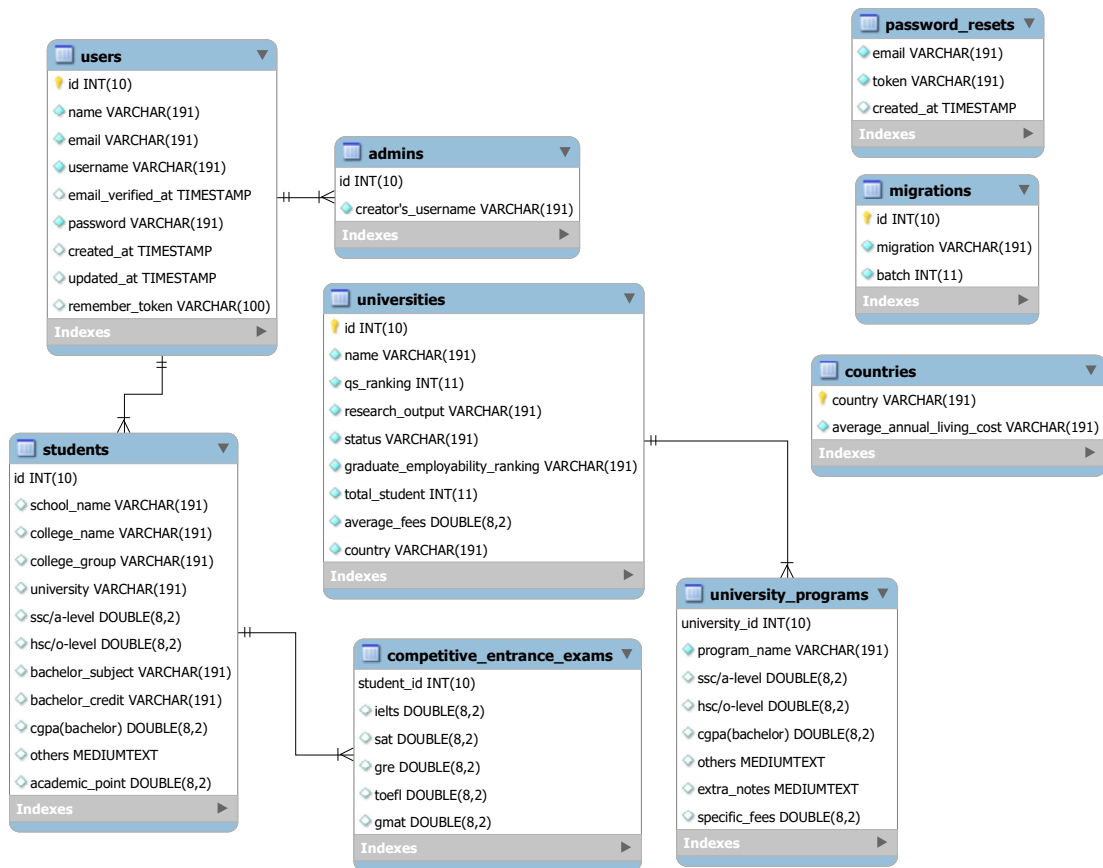 users
id INT(10)
name VARCHAR(191)
email VARCHAR(191)
username VARCHAR(191)
email_verified_at TIMESTAMP
password VARCHAR(191)
created_at TIMESTAMP
updated_at TIMESTAMP
remember_token VARCHAR(100)
Indexes
admins
id INT(10)
creator's_username VARCHAR(191)
Indexes
password_resets
email VARCHAR(191)
token VARCHAR(191)
created_at TIMESTAMP
Indexes
migrations
id INT(10)
migration VARCHAR(191)
batch INT(11)
Indexes
universities
id INT(10)
name VARCHAR(191)
qs_ranking INT(11)
research_output VARCHAR(191)
status VARCHAR(191)
graduate_employability_ranking VARCHAR(191)
total_student INT(11)
average_fees DOUBLE(8,2)
country VARCHAR(191)
Indexes
countries
country VARCHAR(191)
average_annual_living_cost VARCHAR(191)
Indexes
students
id INT(10)
school_name VARCHAR(191)
college_name VARCHAR(191)
college_group VARCHAR(191)
university VARCHAR(191)
ssc/a-level DOUBLE(8,2)
hsc/o-level DOUBLE(8,2)
bachelor_subject VARCHAR(191)
bachelor_credit VARCHAR(191)
cgpa(bachelor) DOUBLE(8,2)
others MEDIUMTEXT
academic_point DOUBLE(8,2)
Indexes
competitive_entrance_exams
student_id INT(10)
ielts DOUBLE(8,2)
sat DOUBLE(8,2)
gre DOUBLE(8,2)
toefl DOUBLE(8,2)
gmat DOUBLE(8,2)
Indexes
university_programs
university_id INT(10)
program_name VARCHAR(191)
ssc/a-level DOUBLE(8,2)
hsc/o-level DOUBLE(8,2)
cgpa(bachelor) DOUBLE(8,2)
others MEDIUMTEXT
extra_notes MEDIUMTEXT
specific_fees DOUBLE(8,2)
Indexes